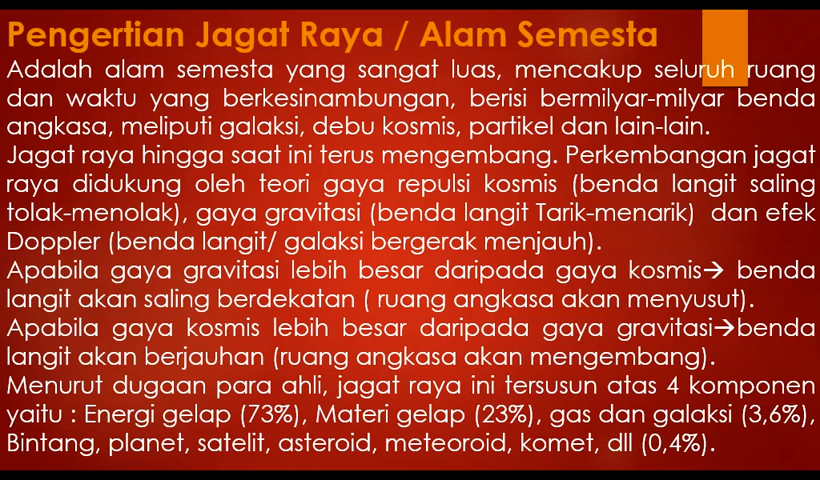 Pengertian Jagat Raya / Alam Semesta
Adalah alam semesta yang sangat luas, mencakup seluruh ruang
dan waktu yang berkesinambungan, berisi bermilyar-milyar benda
angkasa, meliputi galaksi, debu kosmis, partikel dan lain-lain.
Jagat raya hingga saat ini terus mengembang. Perkembangan jagat
raya didukung oleh teori gaya repulsi kosmis (benda langit saling
tolak-menolak), gaya gravitasi (benda langit Tarik-menarik) dan efek
Doppler (benda langit/ galaksi bergerak menjauh).
Apabila gaya gravitasi lebih besar daripada gaya kosmis→ benda
langit akan saling berdekatan ( ruang angkasa akan menyusut).
Apabila gaya kosmis lebih besar daripada gaya gravitasi→benda
langit akan berjauhan (ruang angkasa akan mengembang).
Menurut dugaan para ahli, jagat raya ini tersusun atas 4 komponen
yaitu : Energi gelap (73%), Materi gelap (23%), gas dan galaksi (3,6%),
Bintang, planet, satelit, asteroid, meteoroid, komet, dll (0,4%).